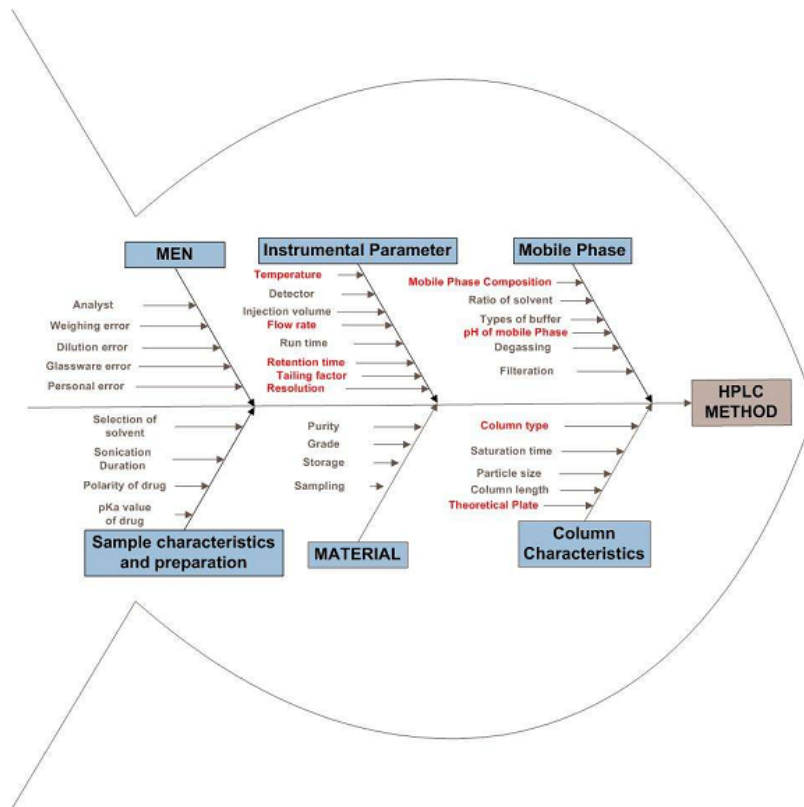 MEN
Analyst
Weighing error
Dilution error
Glassware error
Personal error
Instrumental Parameter
Temperature
Detector
Injection volume
Flow rate
Run time
Retention time
Tailing factor
Resolution
Mobile Phase
Mobile Phase Composition
Ratio of solvent
Types of buffer
pH of mobile Phase
Degassing
Filteration
HPLC
METHOD
Selection of
solvent
Sonication
Duration
Polarity of drug
pKa value
of drug
Sample characteristics
and preparation
Purity
Grade
Storage
Sampling
MATERIAL
Column type
Saturation time
Particle size
Column length
Theoretical Plate
Column
Characteristics